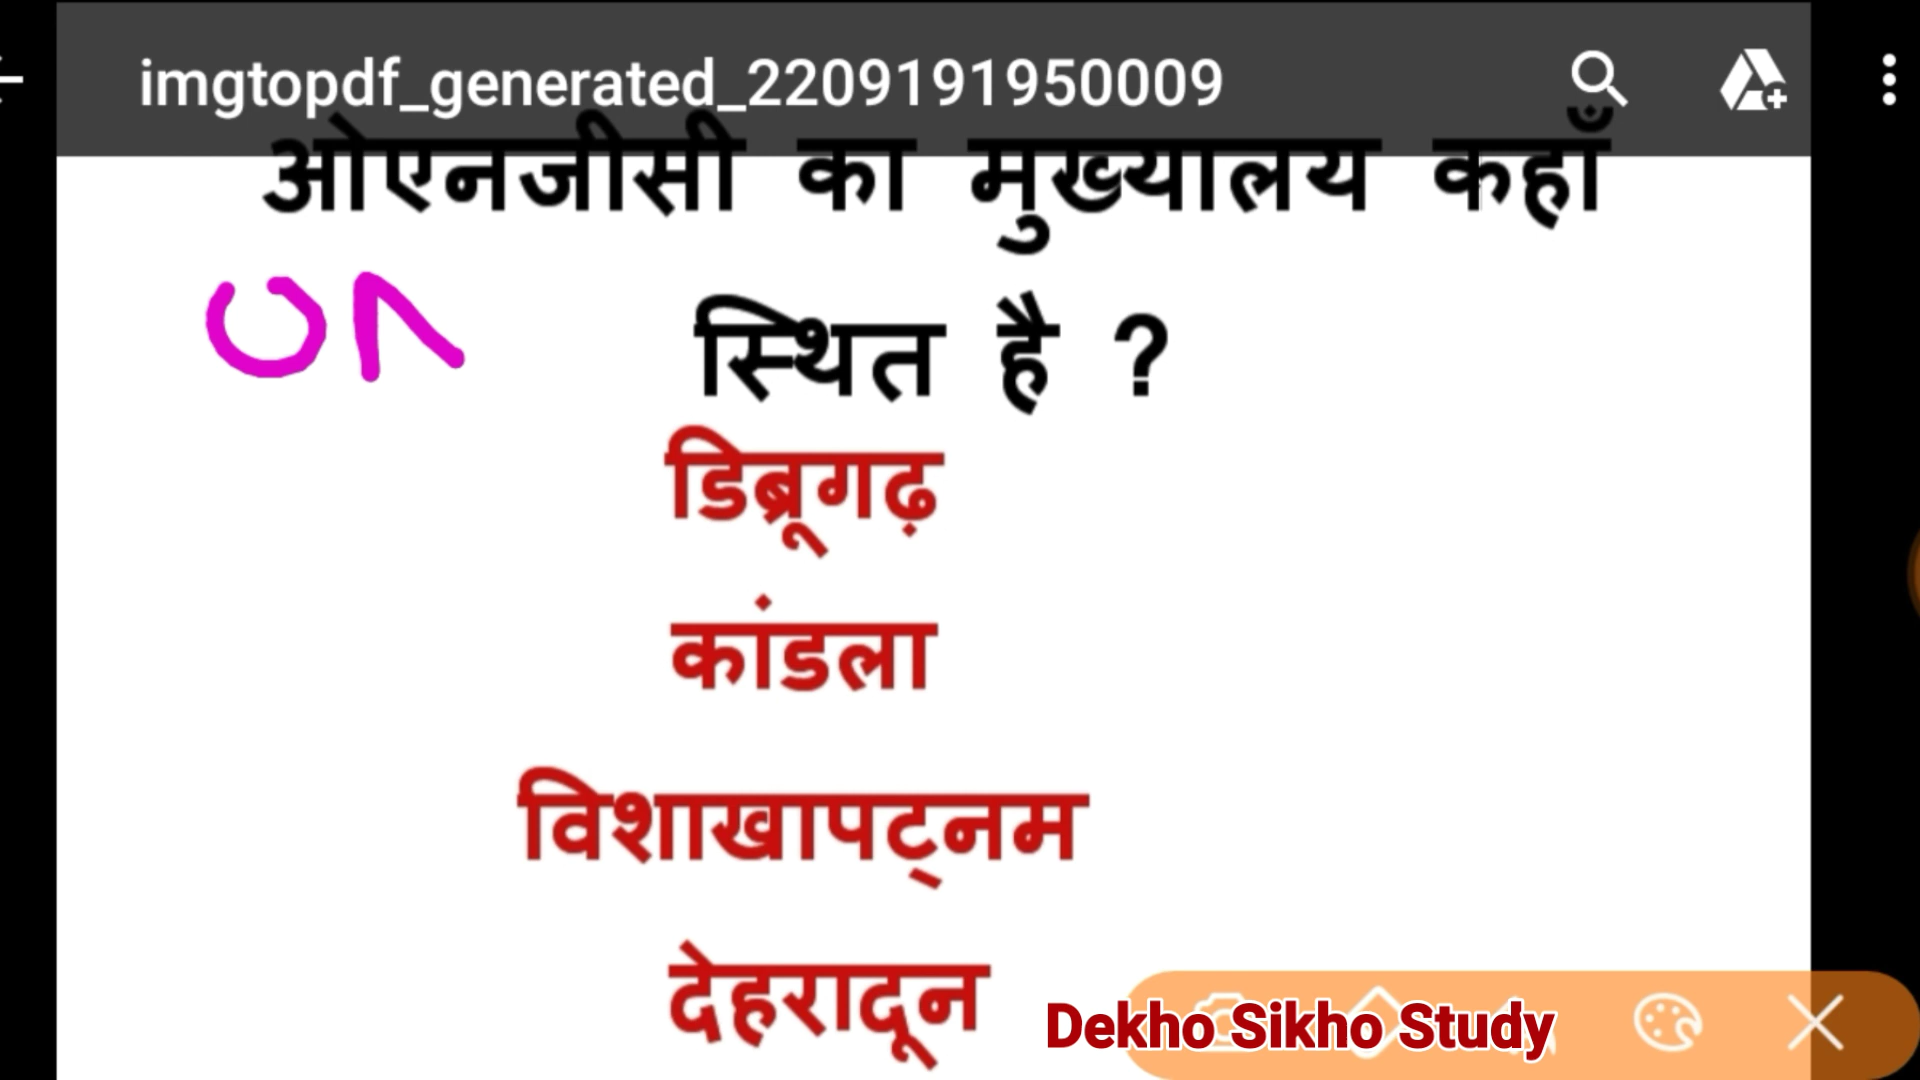 imgtopdf_generated_2209191950009
ओएनजीसी का मुख्यालय कहाँ
स्थित है ?
डिब्रूगढ़
कांडला
विशाखापट्नम
देहरादून
Dekho Sikho Study